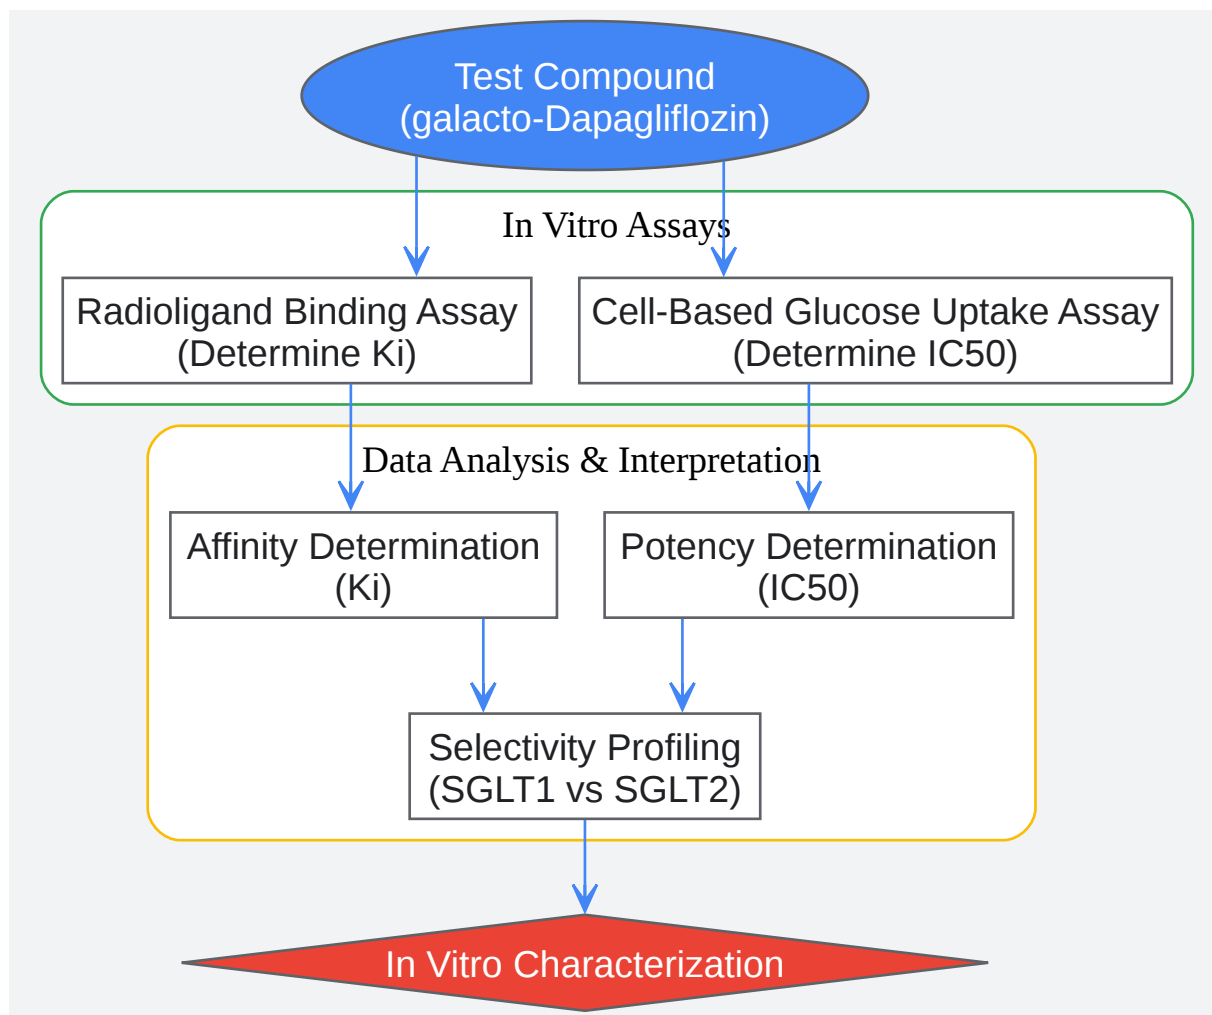 Test Compound
(galacto-Dapagliflozin)
In Vitro Assays
Radioligand Binding Assay
(Determine Ki)
Cell-Based Glucose Uptake Assay
(Determine IC50)
Data Analysis & Interpretation
Affinity Determination
(Ki)
Potency Determination
(IC50)
Selectivity Profiling
(SGLT1 vs SGLT2)
In Vitro Characterization